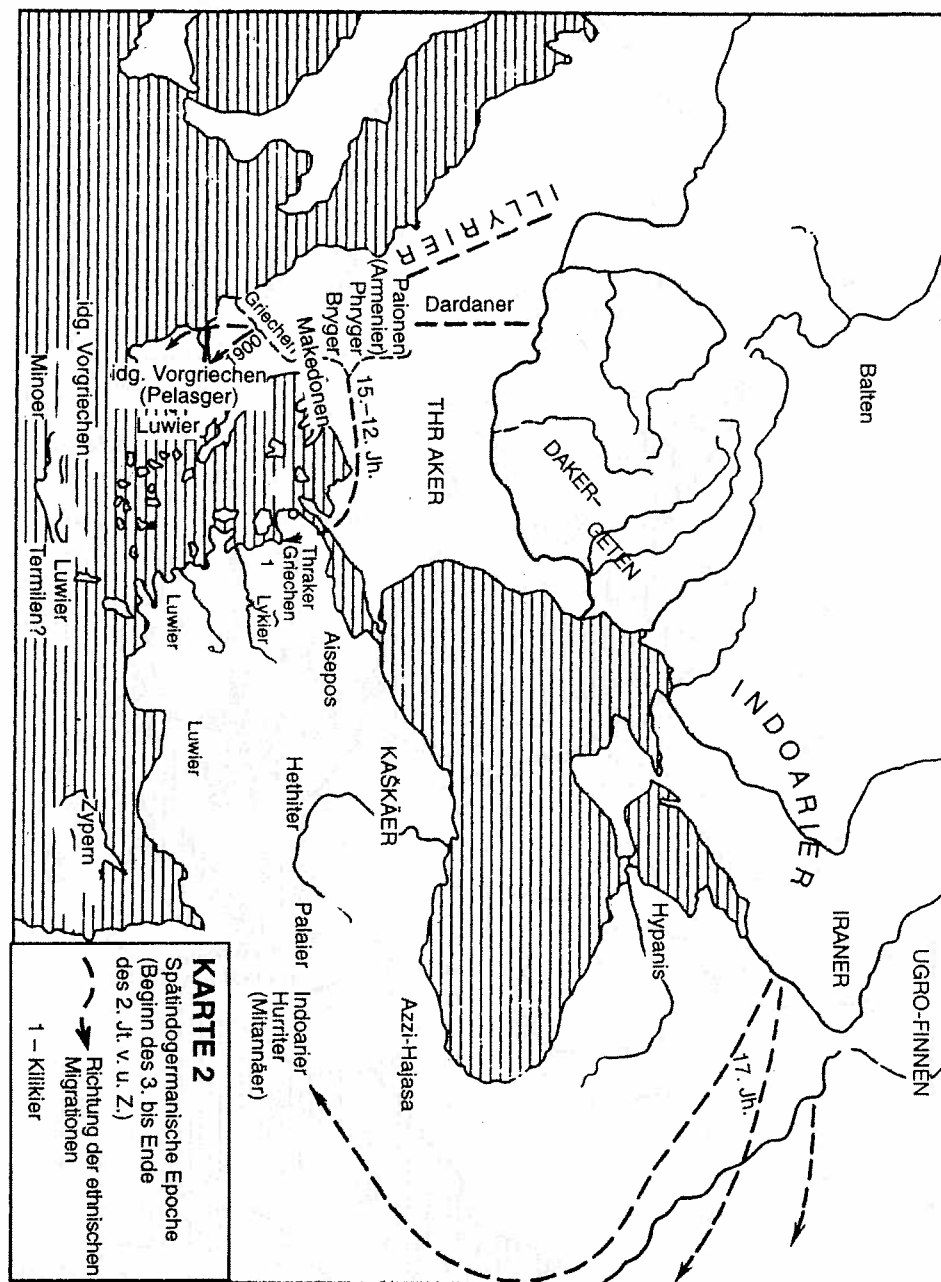 Balten
UGRO-FINNEN
INDOARIER
IRANER
ILLYRIER
DAKER-
GETEN
Dardaner
THR AKER
Hypanis
17. Jh.
Paionen
(Armenier)
Phryger
Bryger
15.–12. Jh.
Makedonen
Griechen
1900
idg. Vorgriechen
(Pelasger)
Luwier
Thraker
Griechen
1
Lykier
Aisepos
KAŠKÄER
Azzi-Hajasa
Hethiter
Palaier
Indoarier
Hurriter
(Mitannäer)
Luwier
Luwier
idg. Vorgriechen
Minoer
Luwier
Termilen?
Zypern
KARTE 2
Spätindogermanische Epoche
(Beginn des 3. bis Ende
des 2. Jt. v. u. Z.)
Richtung der ethnischen
Migrationen
1 – Kilikier